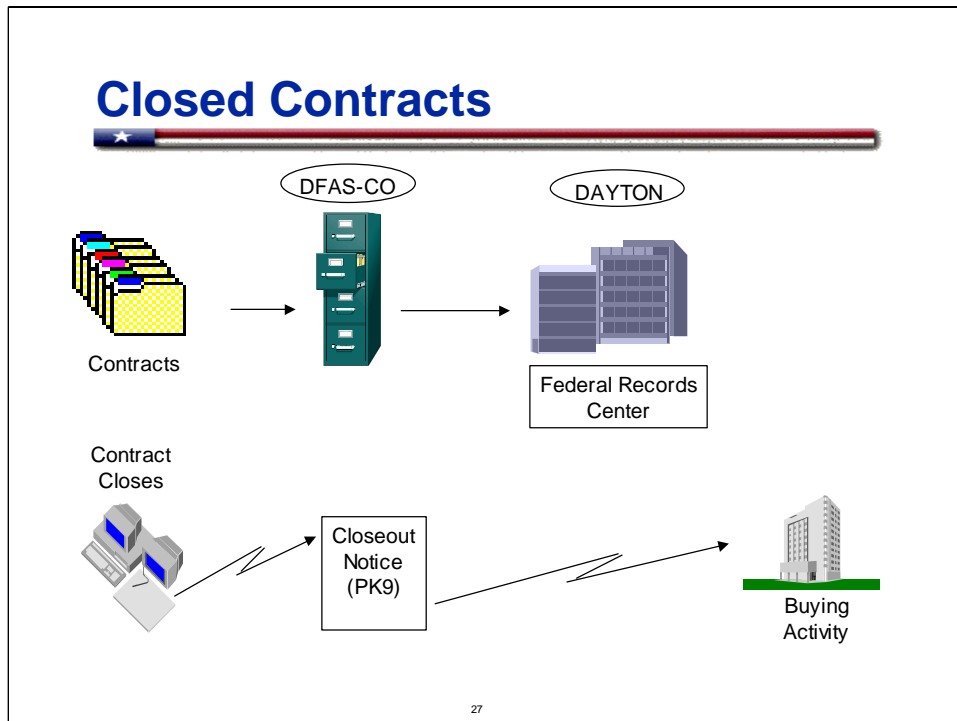 Closed Contracts
DFAS-CO
DAYTON
Contracts
Federal Records
Center
Contract
Closes
Closeout
Notice
(PK9)
Buying
Activity
27